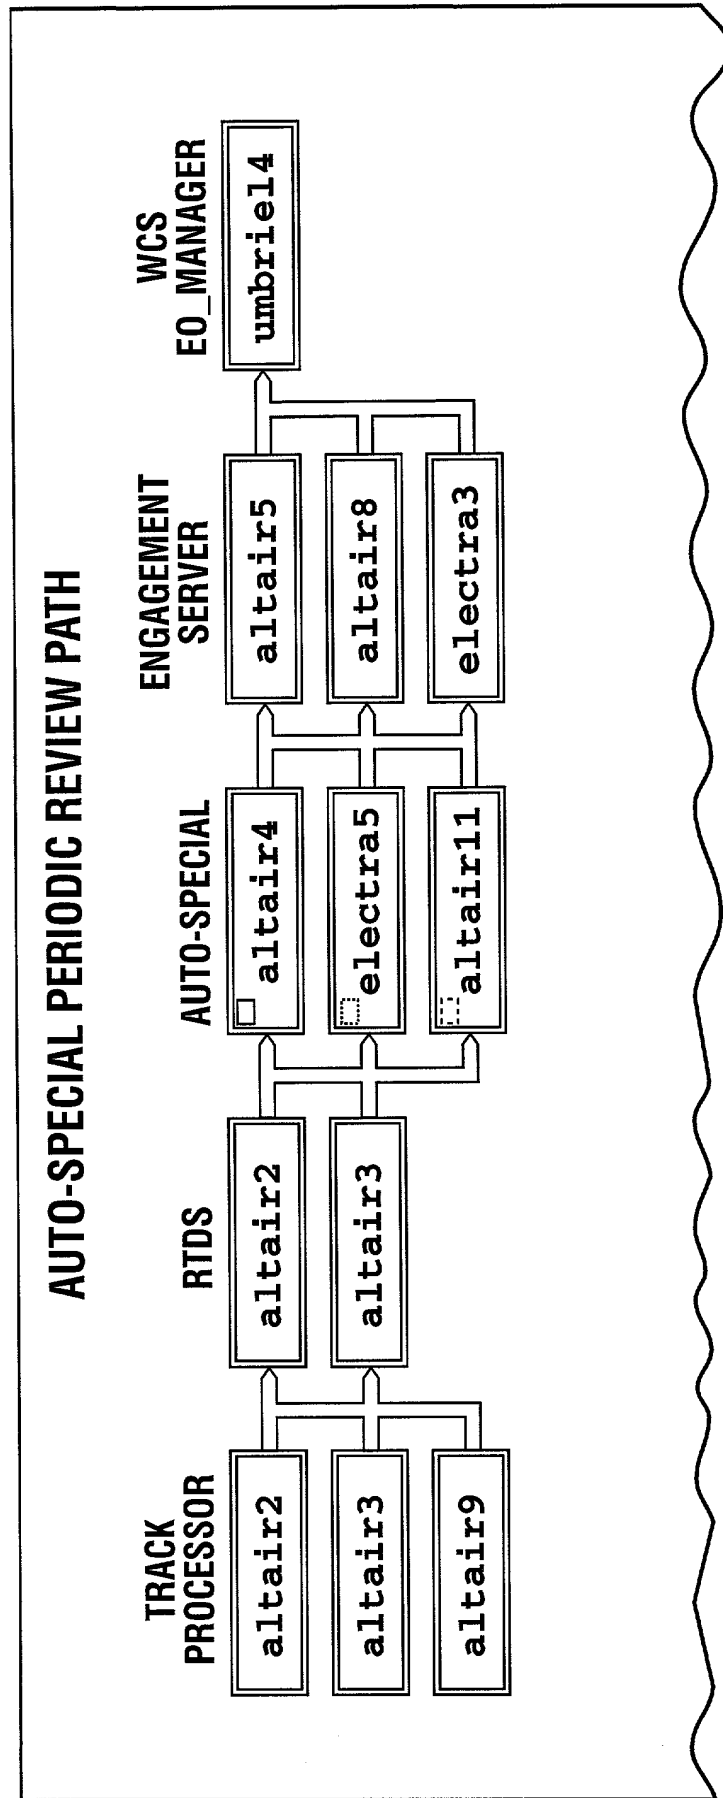 AUTO-SPECIAL PERIODIC REVIEW PATH
TRACK
PROCESSOR
altair2
altair3
altair9
RTDS
altair2
altair3
AUTO-SPECIAL
altair4
electra5
altair11
ENGAGEMENT
SERVER
altair5
altair8
electra3
WCS
EO_MANAGER
umbriel4